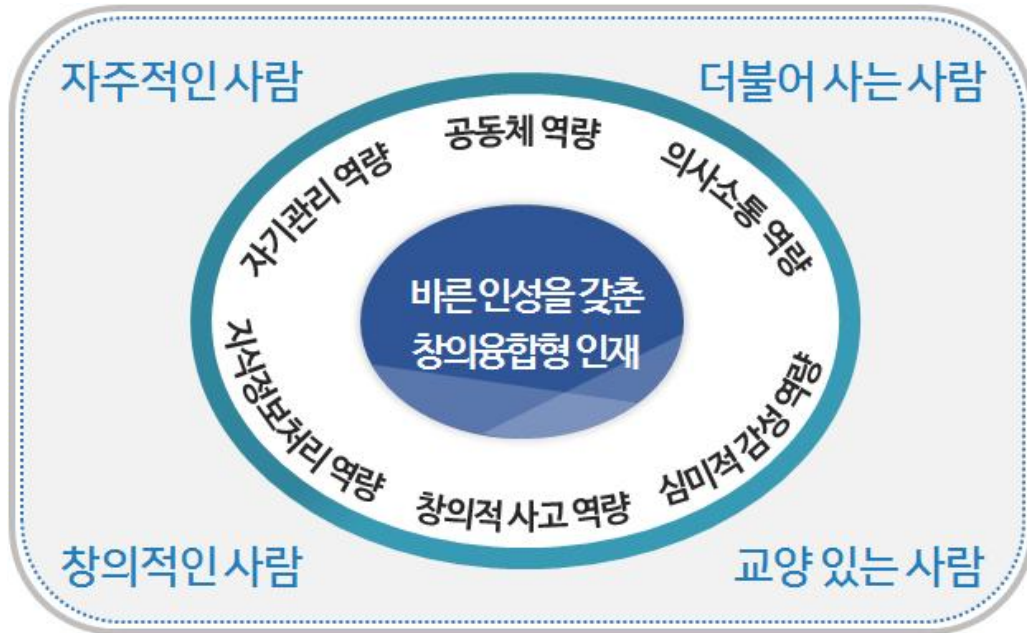 자주적인 사람
더불어 사는 사람
공동체 역량
자기관리 역량
의사소통 역량
바른 인성을 갖춘
창의융합형 인재
지식정보처리 역량
심미적 감성 역량
창의적 사고 역량
창의적인 사람
교양 있는 사람